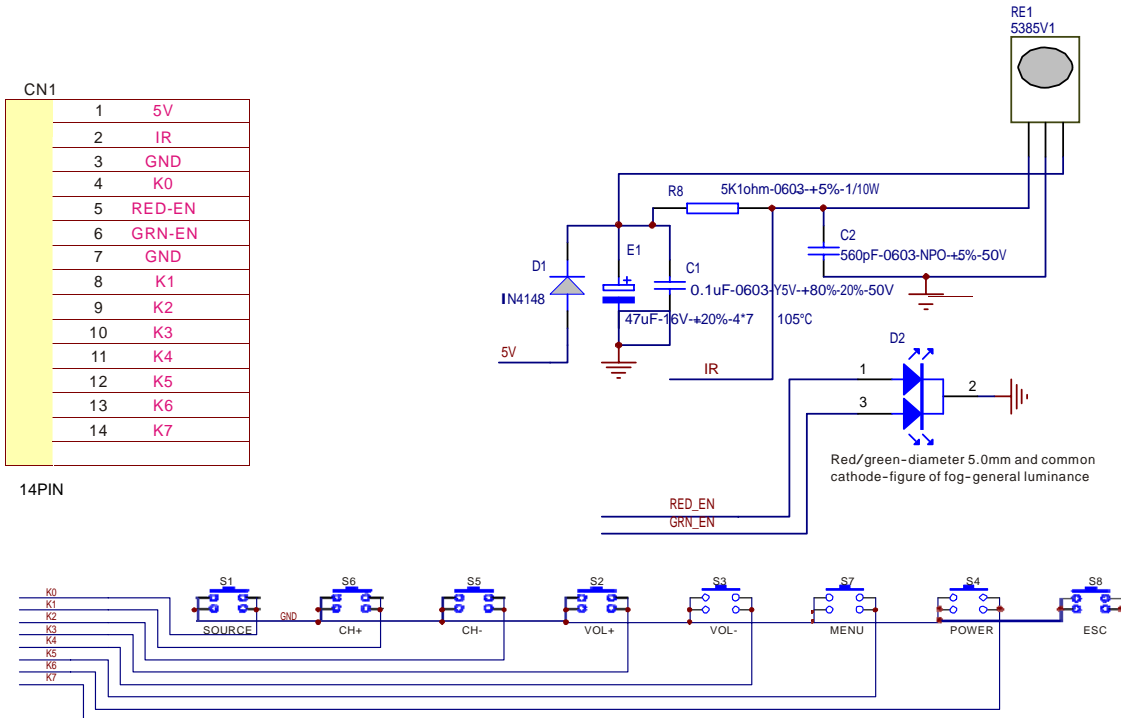 RE1
5385V1
CN1
1 5V
2 IR
3 GND
4 K0
5 RED-EN
6 GRN-EN
7 GND
8 K1
9 K2
10 K3
11 K4
12 K5
13 K6
14 K7
14PIN
R8 5K1ohm-0603-+5%-1/10W
C2
560pF-0603-NPO-+5%-50V
D1
IN4148
E1
C1
0.1uF-0603-Y5V-+80%-20%-50V
47uF-16V-+20%-4*7 105°C
5V
IR
D2
1
2
3
Red/green-diameter 5.0mm and common
cathode-figure of fog-general luminance
RED_EN
GRN_EN
K0
K1
K2
K3
K4
K5
K6
K7
S1 S6 S5 S2 S3 S7 S4 S8
GND
SOURCE CH+ CH- VOL+ VOL- MENU POWER ESC